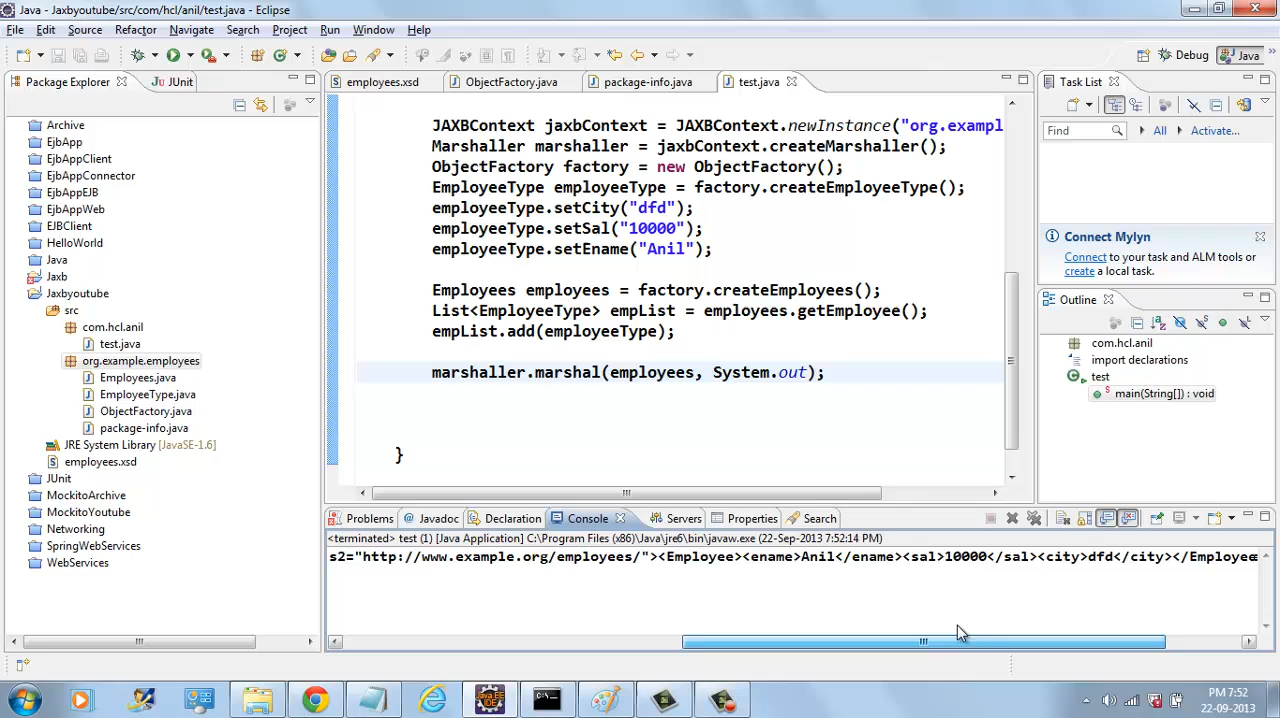 Java - Jaxbyoutube/src/com/hcl/anil/test.java - Eclipse
File Edit Source Refactor Navigate Search Project Run Window Help
Debug Java
Package Explorer JUnit
Archive
EjbApp
EjbAppClient
EjbAppConnector
EjbAppEJB
EjbAppWeb
EJBClient
HelloWorld
Java
Jaxb
Jaxbyoutube
src
com.hcl.anil
test.java
org.example.employees
Employees.java
EmployeeType.java
ObjectFactory.java
package-info.java
JRE System Library [JavaSE-1.6]
employees.xsd
JUnit
MockitoArchive
MockitoYoutube
Networking
SpringWebServices
WebServices
employees.xsd ObjectFactory.java package-info.java test.java
JAXBContext jaxbContext = JAXBContext.newInstance("org.exampl
Marshaller marshaller = jaxbContext.createMarshaller();
ObjectFactory factory = new ObjectFactory();
EmployeeType employeeType = factory.createEmployeeType();
employeeType.setCity("dfd");
employeeType.setSal("10000");
employeeType.setEname("Anil");
Employees employees = factory.createEmployees();
List<EmployeeType> empList = employees.getEmployee();
empList.add(employeeType);
marshaller.marshal(employees, System.out);
}
Task List
Find All Activate...
Connect Mylyn
Connect to your task and ALM tools or
create a local task.
Outline
com.hcl.anil
import declarations
test
main(String[]) : void
Problems Javadoc Declaration Console Servers Properties Search
<terminated> test (1) [Java Application] C:\Program Files (x86)\Java\jre6\bin\javaw.exe (22-Sep-2013 7:52:14 PM)
s2="http://www.example.org/employees/"><Employee><ename>Anil</ename><sal>10000</sal><city>dfd</city></Employee
PM 7:52
22-09-2013